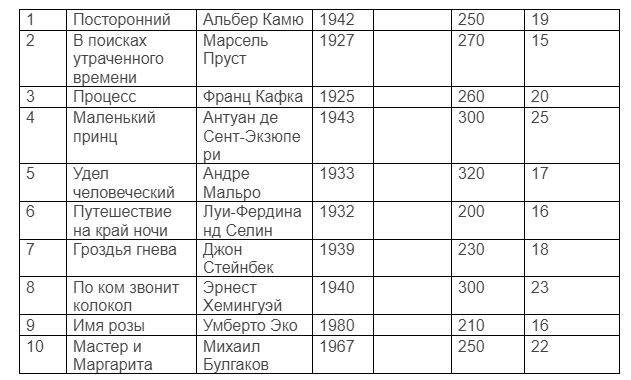 1 Посторонний Альбер Камю 1942 250 19
2 В поисках утраченного времени Марсель Пруст 1927 270 15
3 Процесс Франц Кафка 1925 260 20
4 Маленький принц Антуан де Сент-Экзюпери 1943 300 25
5 Удел человеческий Андре Мальро 1933 320 17
6 Путешествие на край ночи Луи-Фердинанд Селин 1932 200 16
7 Гроздья гнева Джон Стейнбек 1939 230 18
8 По ком звонит колокол Эрнест Хемингуэй 1940 300 23
9 Имя розы Умберто Эко 1980 210 16
10 Мастер и Маргарита Михаил Булгаков 1967 250 22